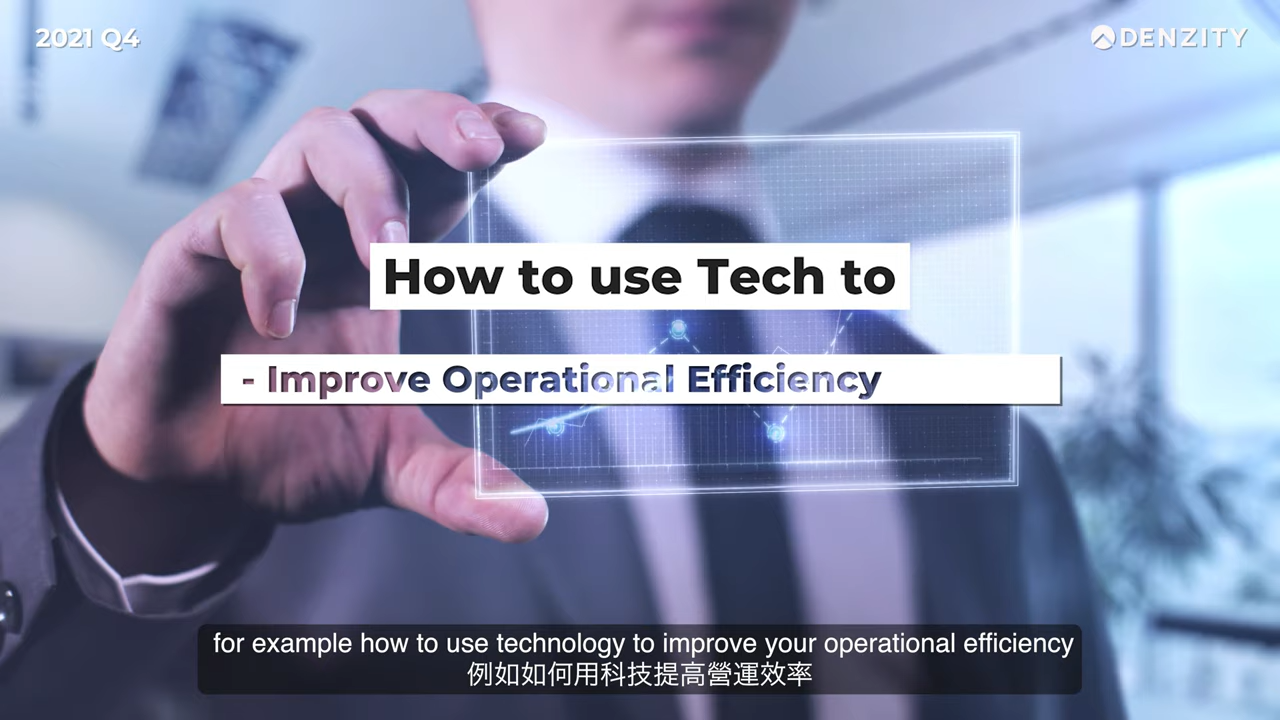 2021 Q4
DENZITY
How to use Tech to
- Improve Operational Efficiency
for example how to use technology to improve your operational efficiency
例如如何用科技提高營運效率